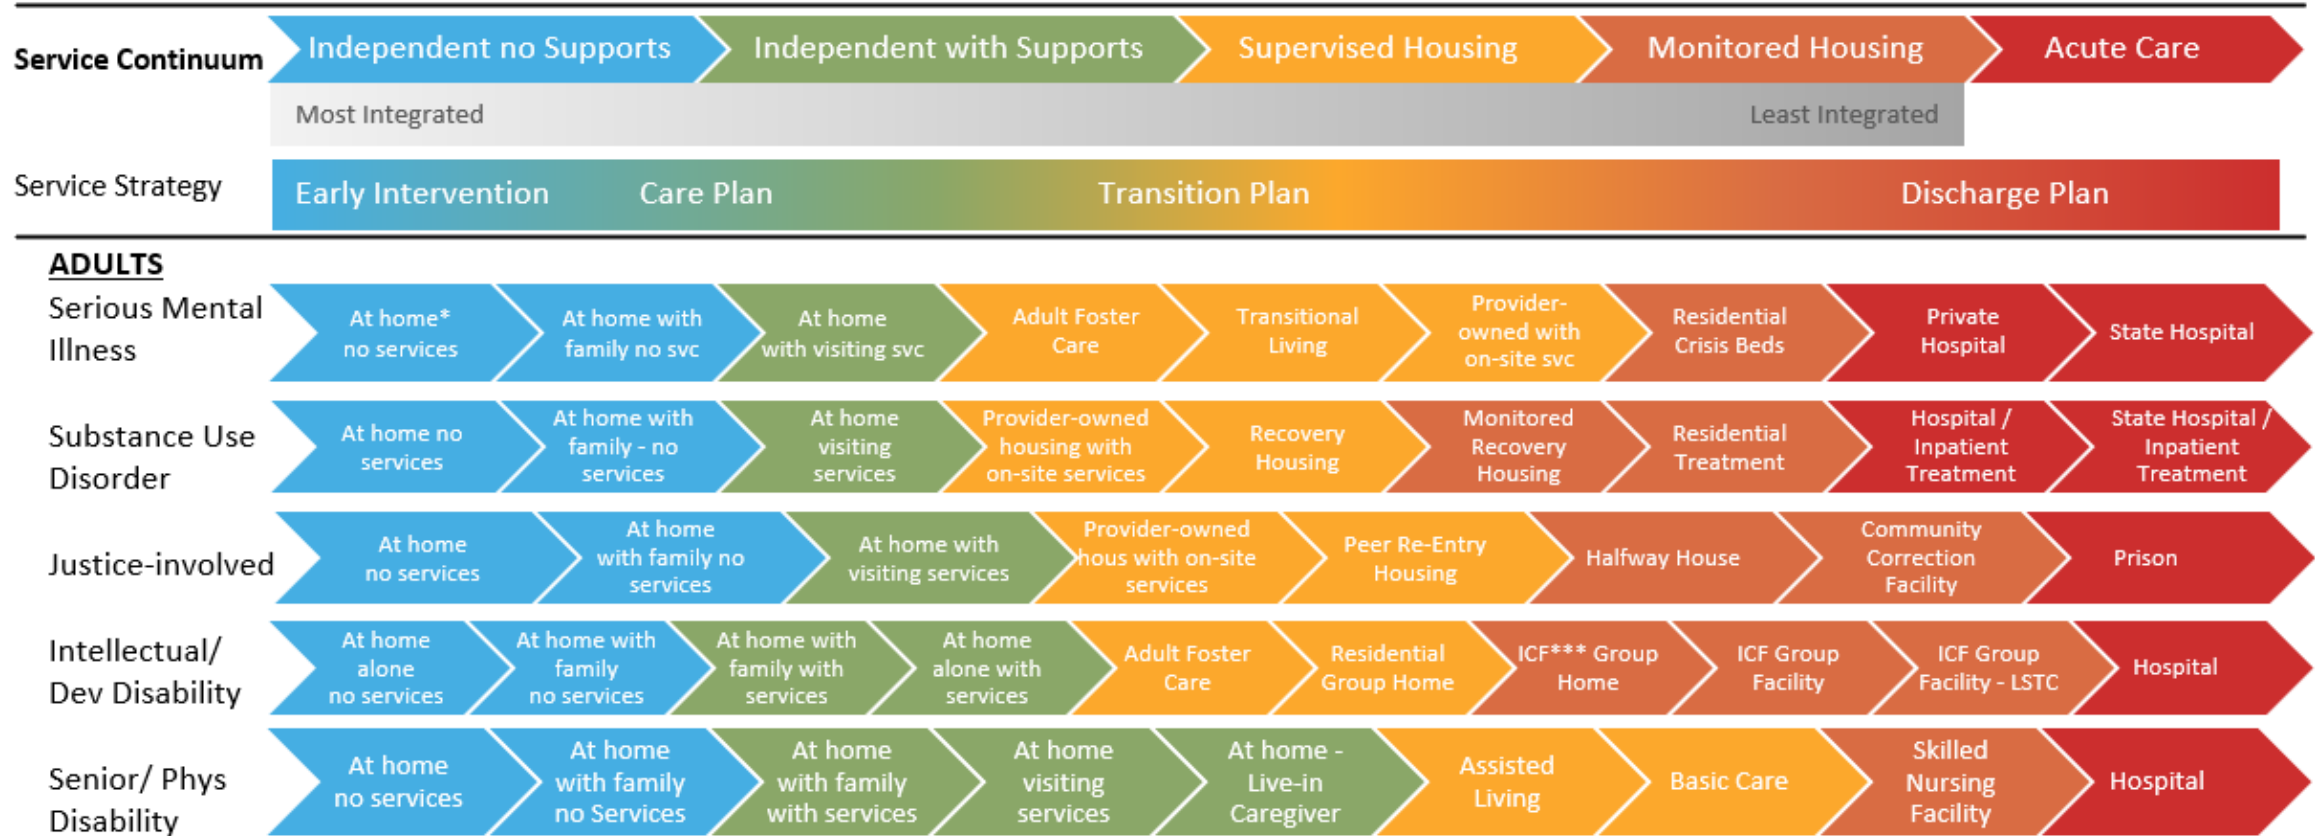 Service Continuum
Independent no Supports
Independent with Supports
Supervised Housing
Monitored Housing
Acute Care
Most Integrated
Least Integrated
Service Strategy
Early Intervention
Care Plan
Transition Plan
Discharge Plan
ADULTS
Serious Mental
Illness
At home*
no services
At home with
family no svc
At home
with visiting svc
Adult Foster
Care
Transitional
Living
Provider-
owned with
on-site svc
Residential
Crisis Beds
Private
Hospital
State Hospital
Substance Use
Disorder
At home no
services
At home with
family - no
services
At home
visiting
services
Provider-owned
housing with
on-site services
Recovery
Housing
Monitored
Recovery
Housing
Residential
Treatment
Hospital /
Inpatient
Treatment
State Hospital /
Inpatient
Treatment
Justice-involved
At home
no services
At home
with family no
services
At home with
visiting services
Provider-owned
hous with on-site
services
Peer Re-Entry
Housing
Halfway House
Community
Correction
Facility
Prison
Intellectual/
Dev Disability
At home
alone
no services
At home with
family
no services
At home with
family with
services
At home
alone with
services
Adult Foster
Care
Residential
Group Home
ICF*** Group
Home
ICF Group
Facility
ICF Group
Facility - LSTC
Hospital
Senior/ Phys
Disability
At home
no services
At home
with family
no Services
At home
with family
with services
At home
visiting
services
At home -
Live-in
Caregiver
Assisted
Living
Basic Care
Skilled
Nursing
Facility
Hospital